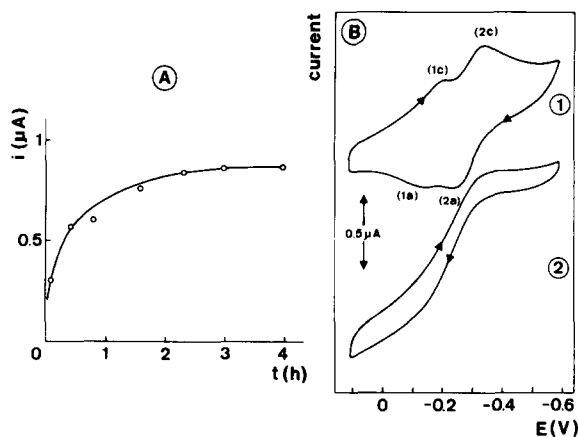 A
i (μA)
1
0.5
0
0 1 2 3 4
t (h)
B
current
(1c)
(2c)
1
(1a)
(2a)
0.5 μA
2
0 -0.2 -0.4 -0.6
E (V)